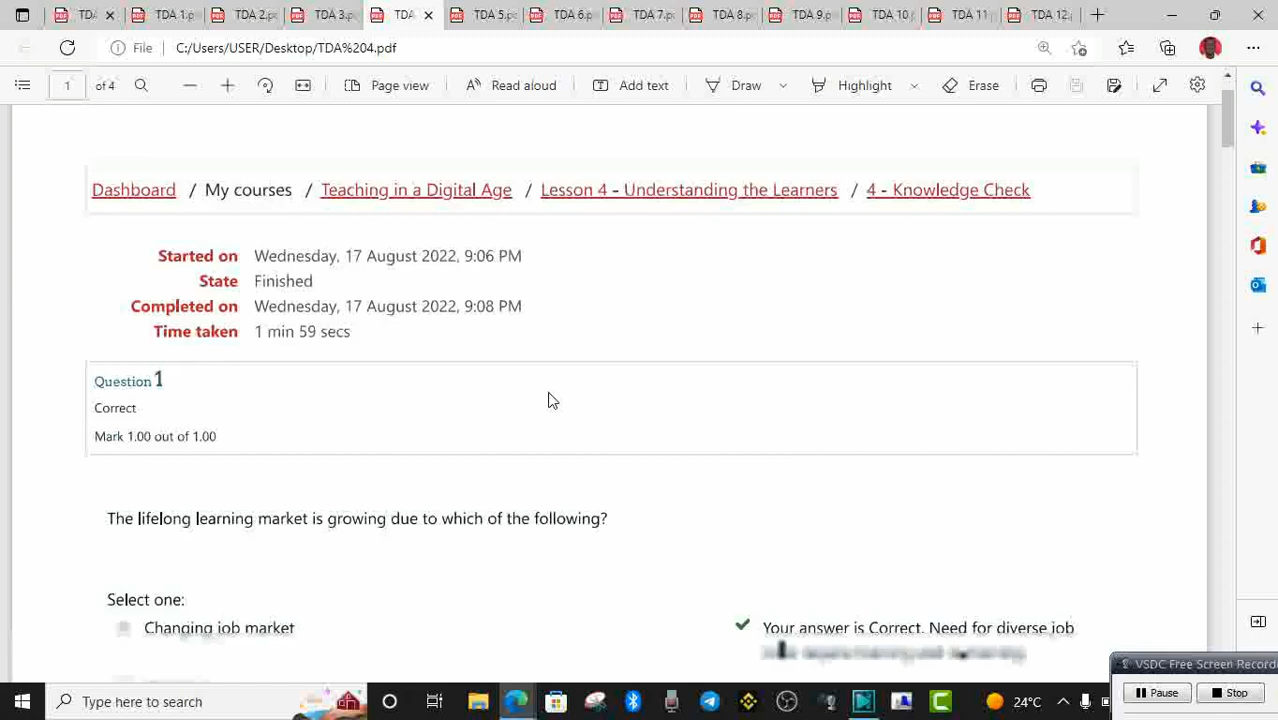 TDA
TDA 1.p
TDA 2.p
TDA 3.p
TDA
TDA 5.p
TDA 6.p
TDA 7.p
TDA 8.p
TDA 9.p
TDA 10
TDA 11
TDA 12.
File
C:/Users/USER/Desktop/TDA%204.pdf
1 of 4
Page view
Read aloud
Add text
Draw
Highlight
Erase
Dashboard / My courses / Teaching in a Digital Age / Lesson 4 - Understanding the Learners / 4 - Knowledge Check
Started on Wednesday, 17 August 2022, 9:06 PM
State Finished
Completed on Wednesday, 17 August 2022, 9:08 PM
Time taken 1 min 59 secs
Question 1
Correct
Mark 1.00 out of 1.00
The lifelong learning market is growing due to which of the following?
Select one:
Changing job market
Your answer is Correct. Need for diverse job
VSDC Free Screen Recorde
Pause
Stop
Type here to search
24°C